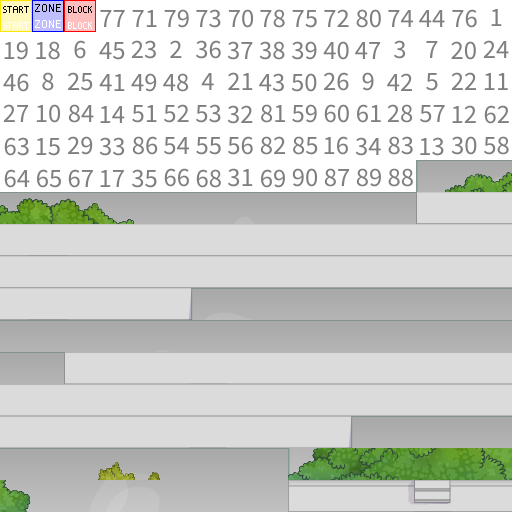 START ZONE BLOCK 77 71 79 73 70 78 75 72 80 74 44 76 1
START ZONE BLOCK
19 18 6 45 23 2 36 37 38 39 40 47 3 7 20 24
46 8 25 41 49 48 4 21 43 50 26 9 42 5 22 11
27 10 84 14 51 52 53 32 81 59 60 61 28 57 12 62
63 15 29 33 86 54 55 56 82 85 16 34 83 13 30 58
64 65 67 17 35 66 68 31 69 90 87 89 88